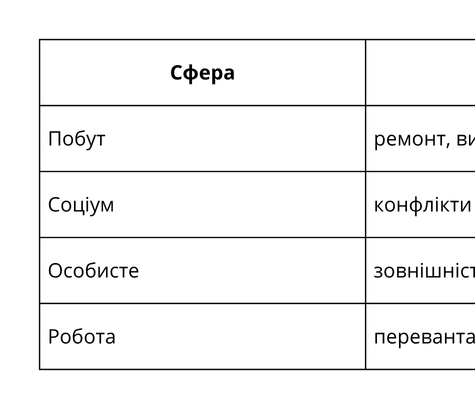 Сфера
Побут ремонт,
Соціум конфлікти
Особисте
Робота